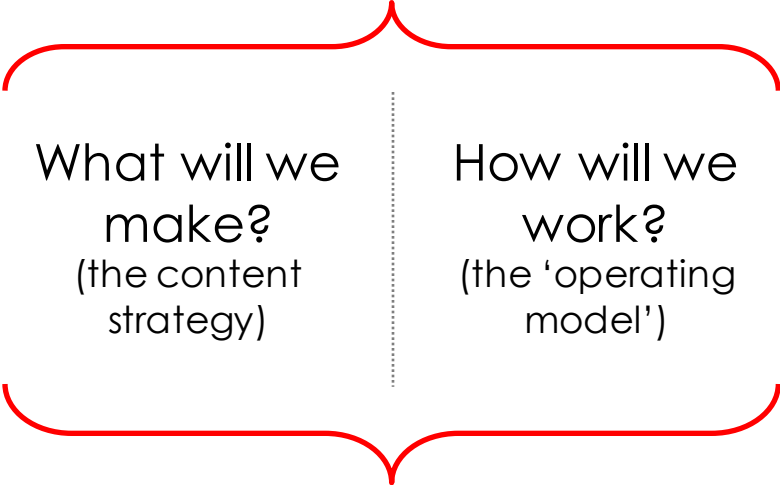 What will we
make?
(the content
strategy)
How will we
work?
(the ‘operating
model’)